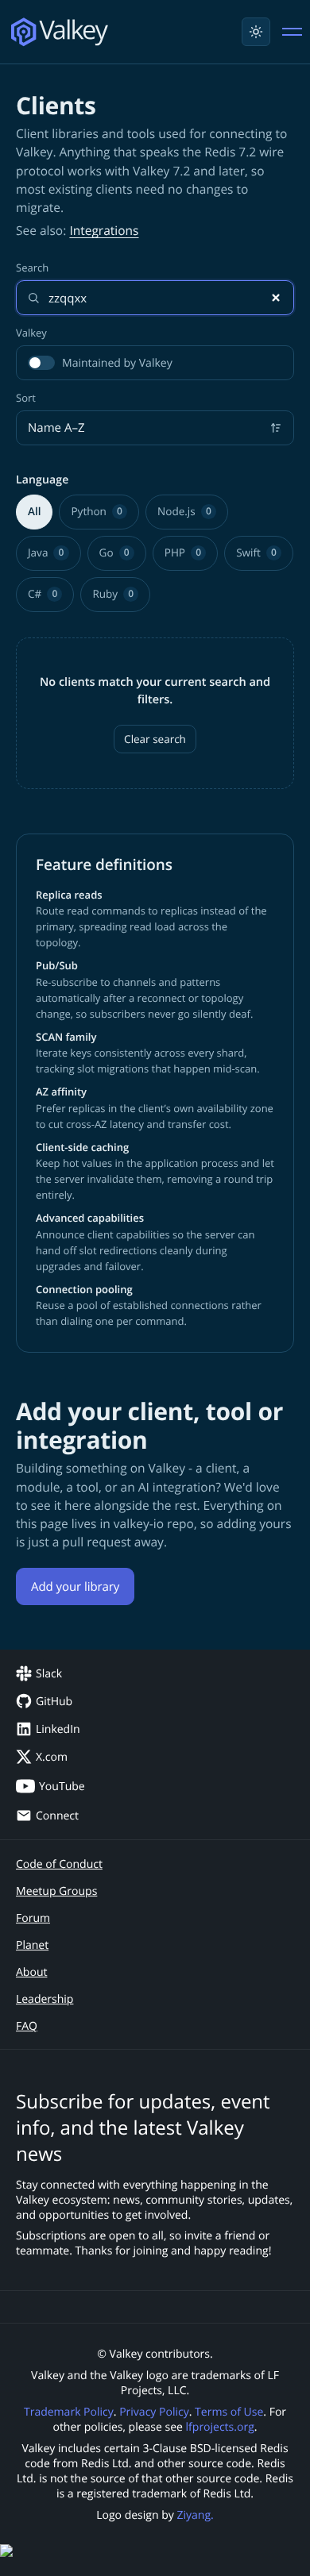 Valkey
Clients
Client libraries and tools used for connecting to
Valkey. Anything that speaks the Redis 7.2 wire
protocol works with Valkey 7.2 and later, so
most existing clients need no changes to
migrate.
See also: Integrations
Search
zzqqxx
Valkey
Maintained by Valkey
Sort
Name A–Z
Language
All Python 0 Node.js 0
Java 0 Go 0 PHP 0 Swift 0
C# 0 Ruby 0
No clients match your current search and
filters.
Clear search
Feature definitions
Replica reads
Route read commands to replicas instead of the
primary, spreading read load across the
topology.
Pub/Sub
Re-subscribe to channels and patterns
automatically after a reconnect or topology
change, so subscribers never go silently deaf.
SCAN family
Iterate keys consistently across every shard,
tracking slot migrations that happen mid-scan.
AZ affinity
Prefer replicas in the client’s own availability zone
to cut cross-AZ latency and transfer cost.
Client-side caching
Keep hot values in the application process and let
the server invalidate them, removing a round trip
entirely.
Advanced capabilities
Announce client capabilities so the server can
hand off slot redirections cleanly during
upgrades and failover.
Connection pooling
Reuse a pool of established connections rather
than dialing one per command.
Add your client, tool or
integration
Building something on Valkey - a client, a
module, a tool, or an AI integration? We'd love
to see it here alongside the rest. Everything on
this page lives in valkey-io repo, so adding yours
is just a pull request away.
Add your library
Slack
GitHub
LinkedIn
X.com
YouTube
Connect
Code of Conduct
Meetup Groups
Forum
Planet
About
Leadership
FAQ
Subscribe for updates, event
info, and the latest Valkey
news
Stay connected with everything happening in the
Valkey ecosystem: news, community stories, updates,
and opportunities to get involved.
Subscriptions are open to all, so invite a friend or
teammate. Thanks for joining and happy reading!
© Valkey contributors.
Valkey and the Valkey logo are trademarks of LF
Projects, LLC.
Trademark Policy. Privacy Policy. Terms of Use. For
other policies, please see lfprojects.org.
Valkey includes certain 3-Clause BSD-licensed Redis
code from Redis Ltd. and other source code. Redis
Ltd. is not the source of that other source code. Redis
is a registered trademark of Redis Ltd.
Logo design by Ziyang.